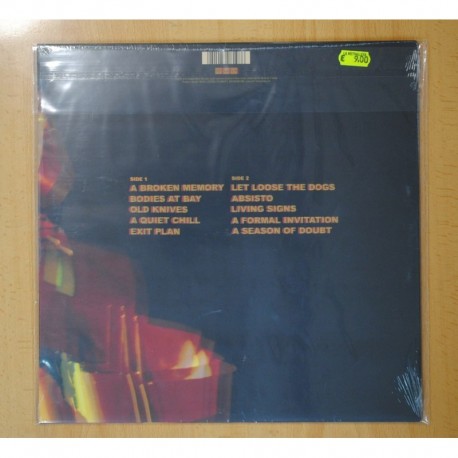 € 9.00
SIDE 1
A BROKEN MEMORY
BODIES AT BAY
OLD KNIVES
A QUIET CHILL
EXIT PLAN
SIDE 2
LET LOOSE THE DOGS
ABSISTO
LIVING SIGNS
A FORMAL INVITATION
A SEASON OF DOUBT